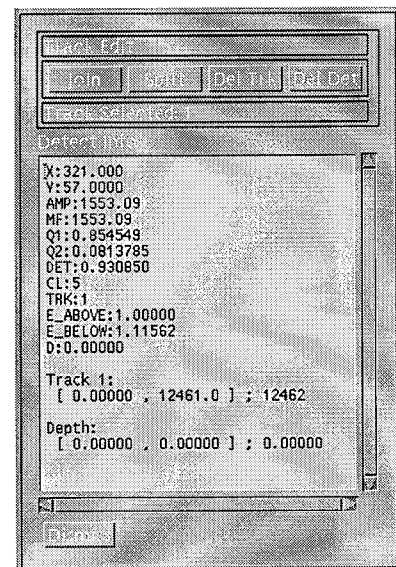 Track Edit
Join Split Del Trk Del Det
Track Selected: 1
Detect Info
X:321.000
Y:57.0000
AMP:1553.09
MF:1553.09
Q1:0.854549
Q2:0.0813785
DET:0.930850
CL:5
TRK:1
E_ABOVE:1.00000
E_BELOW:1.11562
D:0.00000
Track 1:
[ 0.00000 , 12461.0 ] ; 12462
Depth:
[ 0.00000 , 0.00000 ] ; 0.00000
Dismiss